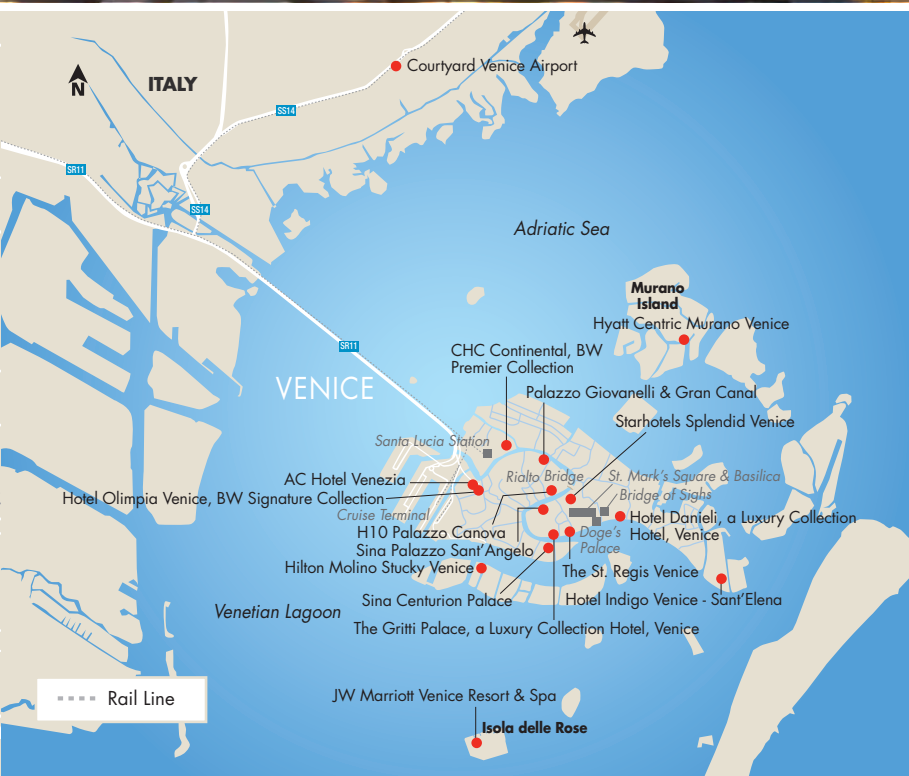 Courtyard Venice Airport
N
ITALY
SS14
SR11
SS14
Adriatic Sea
Murano
Island
Hyatt Centric Murano Venice
SR11
CHC Continental, BW
Premier Collection
VENICE
Palazzo Giovanelli & Gran Canal
Starhotels Splendid Venice
Santa Lucia Station
Rialto Bridge
St. Mark's Square & Basilica
AC Hotel Venezia
Bridge of Sighs
Hotel Olimpia Venice, BW Signature Collection
Cruise Terminal
Hotel Danieli, a Luxury Collection
Hotel, Venice
H10 Palazzo Canova
Doge's
Palace
Sina Palazzo Sant'Angelo
Hilton Molino Stucky Venice
The St. Regis Venice
Sina Centurion Palace
Hotel Indigo Venice - Sant'Elena
Venetian Lagoon
The Gritti Palace, a Luxury Collection Hotel, Venice
Rail Line
JW Marriott Venice Resort & Spa
Isola delle Rose